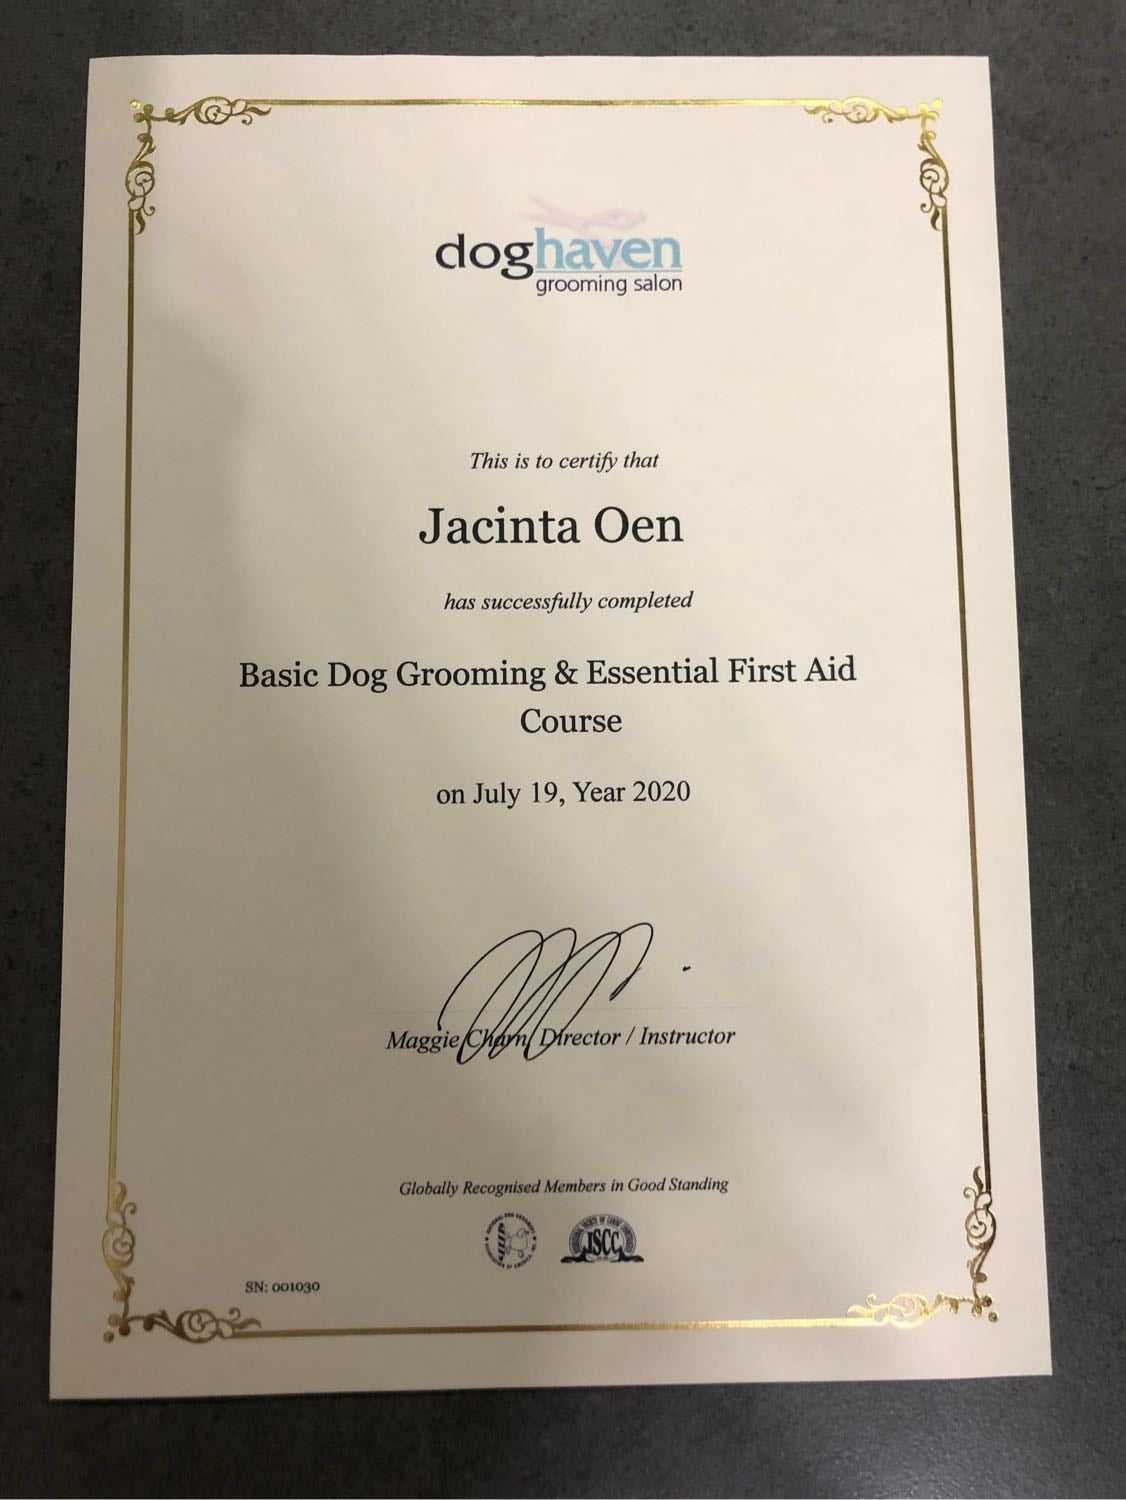 doghaven
grooming salon
This is to certify that
Jacinta Oen
has successfully completed
Basic Dog Grooming & Essential First Aid
Course
on July 19, Year 2020
Maggie Charn, Director / Instructor
Globally Recognised Members in Good Standing
ISCC
SN: 001030